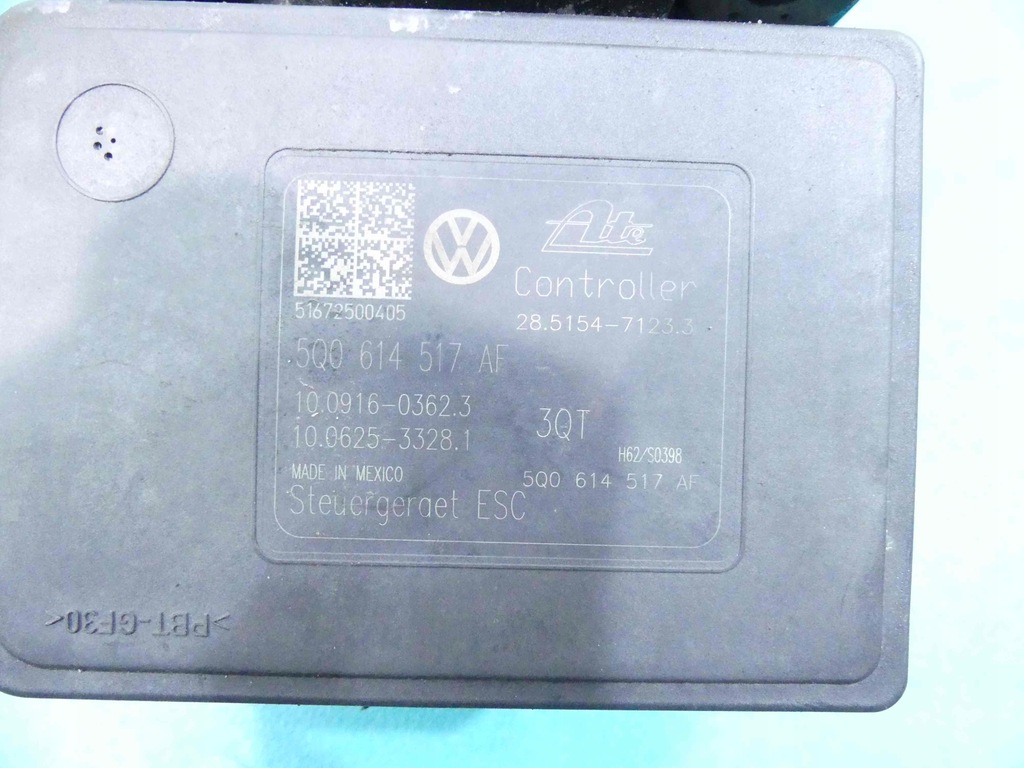 Ate
Controller
51672500405
28.5154-7123.3
5Q0 614 517 AF
10.0916-0362.3
10.0625-3328.1
3QT
H62/S0398
MADE IN MEXICO
5Q0 614 517 AF
Steuergeraet ESC
>PBT-GF30<